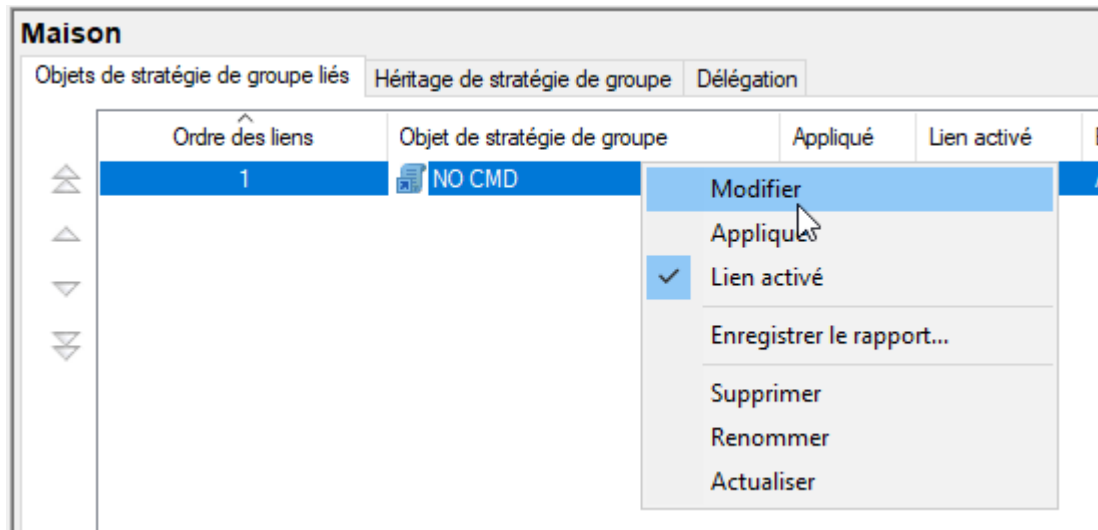 Maison
Objets de stratégie de groupe liés Héritage de stratégie de groupe Délégation
Ordre des liens Objet de stratégie de groupe Appliqué Lien activé
1 NO CMD
Modifier
Appliqué
Lien activé
Enregistrer le rapport...
Supprimer
Renommer
Actualiser